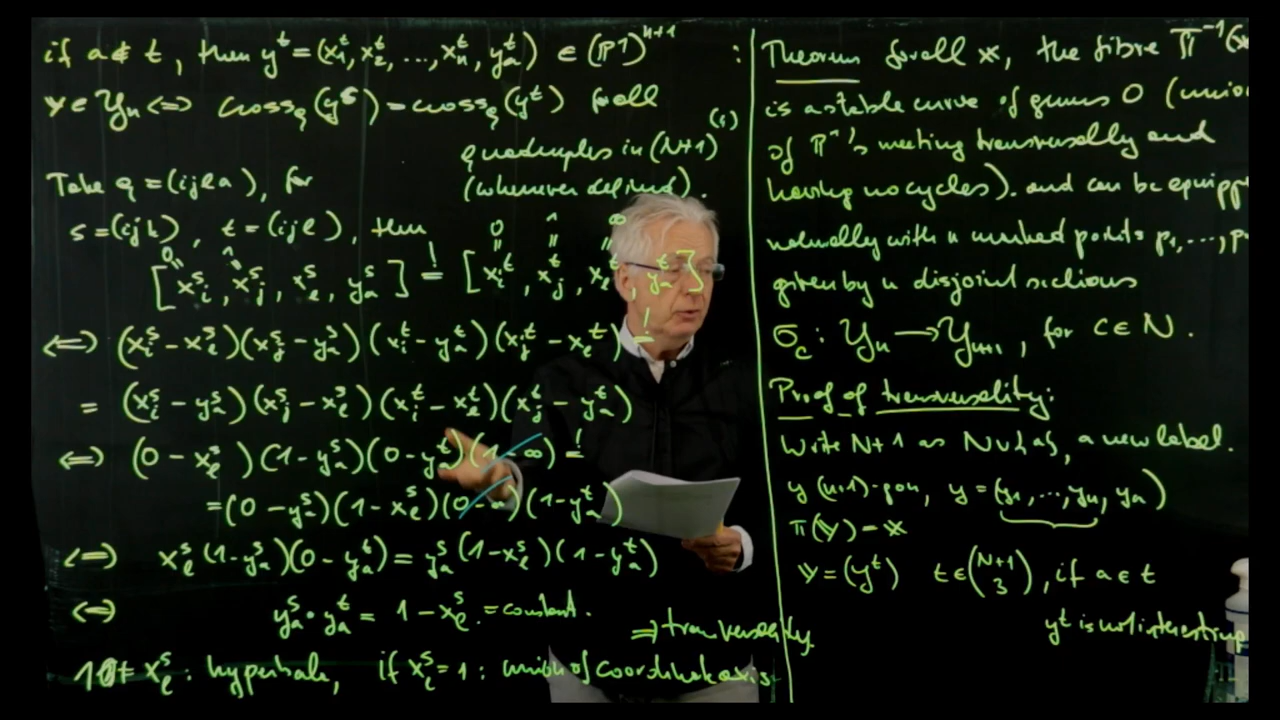 if a ∉ t, then y^t = (x_1^t, x_2^t, ..., x_n^t, y_a^t) ∈ (ℙ1)^{n+1} :
y ∈ Y_n <=> cross_q(y^s) = cross_q(y^t) for all
quadruples in (N+1)^(4)
Take q = (ijla), for (whenever defined).
s = (ijk), t = (ijl), then 0 1 ∞
0 1 !
[x_i^s, x_j^s, x_l^s, y_a^s] = [x_i^t, x_j^t, x_l^t, y_a^t]
<=> (x_i^s - x_l^s)(x_j^s - y_a^s)(x_i^t - y_a^t)(x_j^t - x_l^t) =!
= (x_i^s - y_a^s)(x_j^s - x_l^s)(x_i^t - x_l^t)(x_j^t - y_a^t)
<=> (0 - x_l^s)(1 - y_a^s)(0 - y_a^t)(1 - ∞) =!
= (0 - y_a^s)(1 - x_l^s)(0 - ∞)(1 - y_a^t)
<=> x_l^s (1 - y_a^s)(0 - y_a^t) = y_a^s (1 - x_l^s)(1 - y_a^t)
<=> y_a^s · y_a^t = 1 - x_l^s = constant.
=> transversality.
1 ≠ x_l^s : hyperbola, if x_l^s = 1 : union of coordinate axis
Theorem for all x, the fibre π^{-1}(x
is a stable curve of genus 0 (union
of ℙ^1's meeting transversally and
having no cycles). and can be equipp
naturally with n marked points p_1, ..., p
given by n disjoint sections
σ_c : Y_n → Y_{n+1}, for c ∈ N.
Proof of transversality:
Write N+1 as N ∪ {a}, a new label.
y (n+1)-gon, y = (y_1, ..., y_n, y_a)
π(y) = x
y = (y^t) t ∈ (N+1 3), if a ∈ t
y^t is not interesting